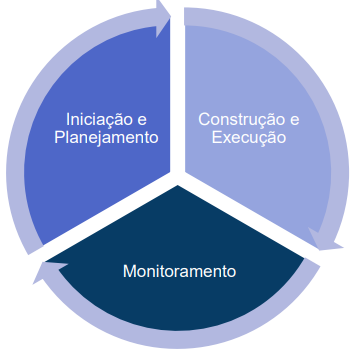 Iniciação e
Planejamento
Construção e
Execução
Monitoramento